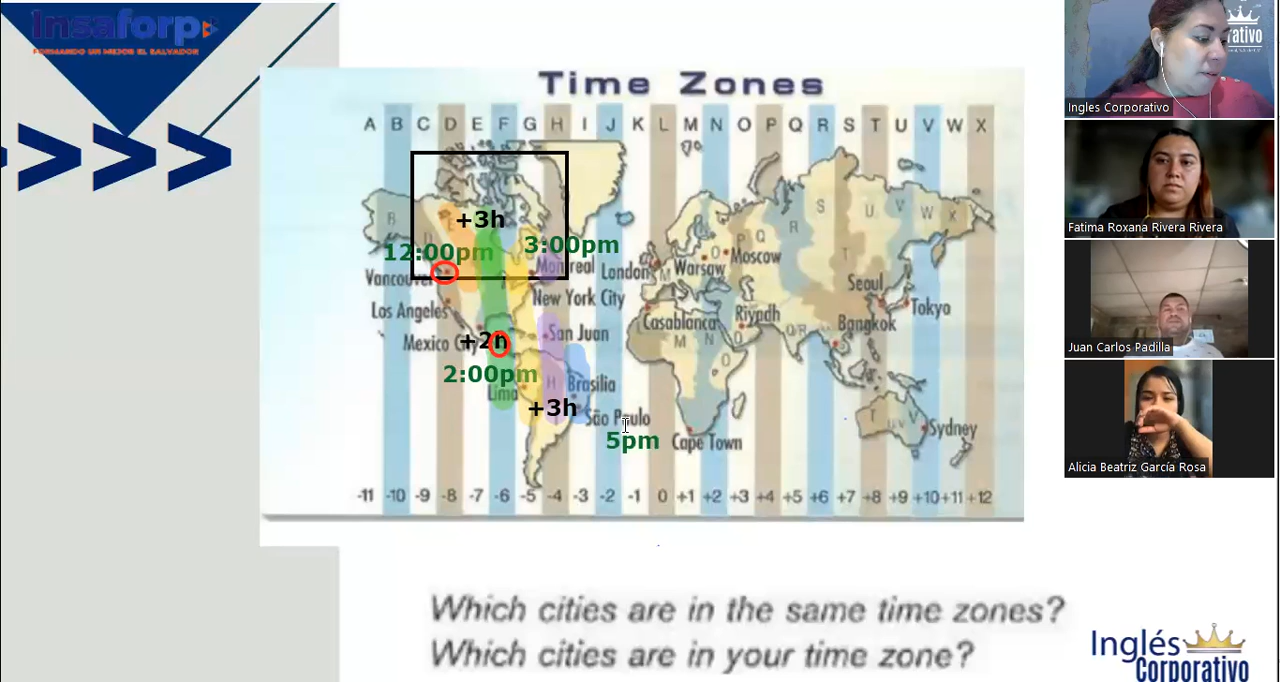 Insaforp
FORMANDO UN MEJOR EL SALVADOR
Time Zones
A B C D E F G H I J K L M N O P Q R S T U V W X
+3h
12:00pm
3:00pm
Vancouver
Montreal
London
Warsaw
Moscow
Los Angeles
New York City
Seoul
Tokyo
Casablanca
Riyadh
Bangkok
Mexico City
+2h
San Juan
2:00pm
Lima
Brasilia
+3h
São Paulo
5pm
Cape Town
Sydney
-11 -10 -9 -8 -7 -6 -5 -4 -3 -2 -1 0 +1 +2 +3 +4 +5 +6 +7 +8 +9 +10 +11 +12
Which cities are in the same time zones?
Which cities are in your time zone?
Inglés
Corporativo
Ingles Corporativo
Fatima Roxana Rivera Rivera
Juan Carlos Padilla
Alicia Beatriz García Rosa